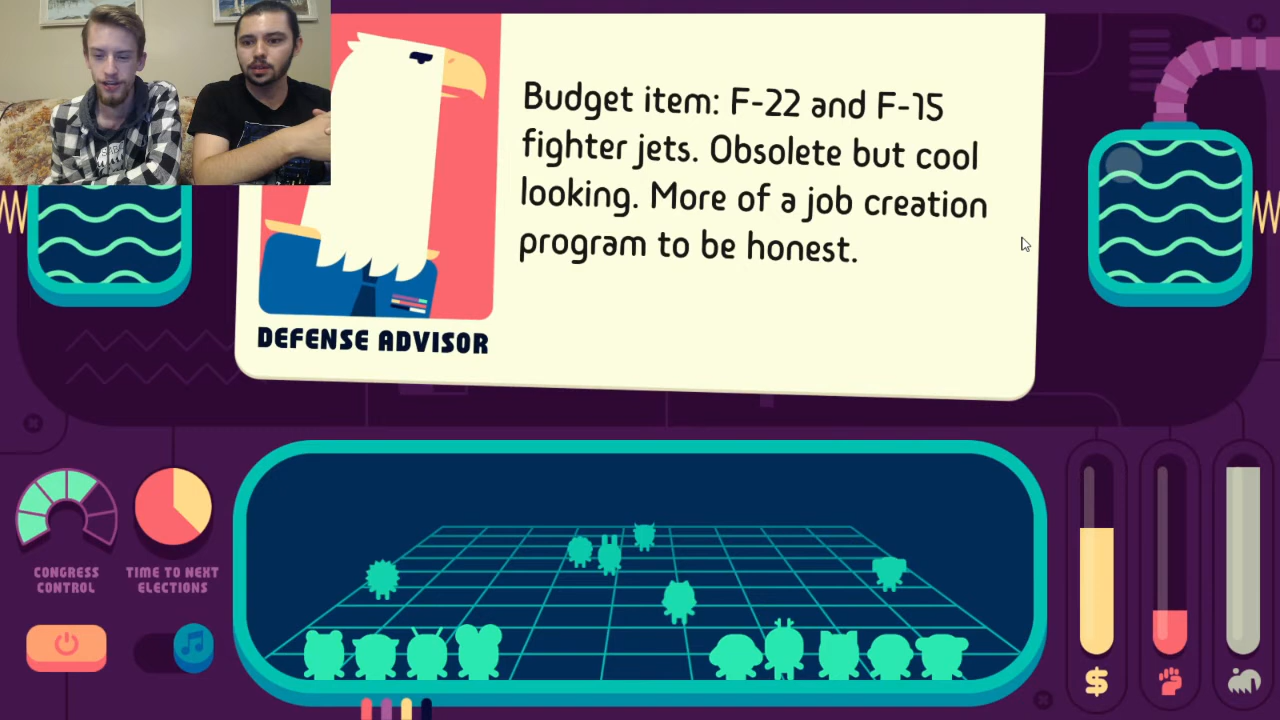 Budget item: F-22 and F-15
fighter jets. Obsolete but cool
looking. More of a job creation
program to be honest.
DEFENSE ADVISOR
CONGRESS
CONTROL
TIME TO NEXT
ELECTIONS
$